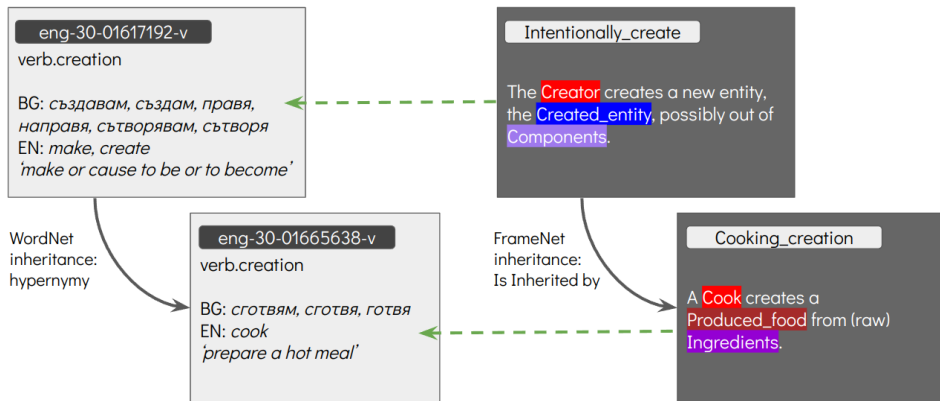 eng-30-01617192-v
verb.creation
BG: създавам, създам, правя,
направя, сътворявам, сътворя
EN: make, create
‘make or cause to be or to become’
Intentionally_create
The Creator creates a new entity,
the Created_entity, possibly out of
Components.
WordNet
inheritance:
hypernymy
eng-30-01665638-v
verb.creation
BG: сготвям, сготвя, готвя
EN: cook
‘prepare a hot meal’
FrameNet
inheritance:
Is Inherited by
Cooking_creation
A Cook creates a
Produced_food from (raw)
Ingredients.